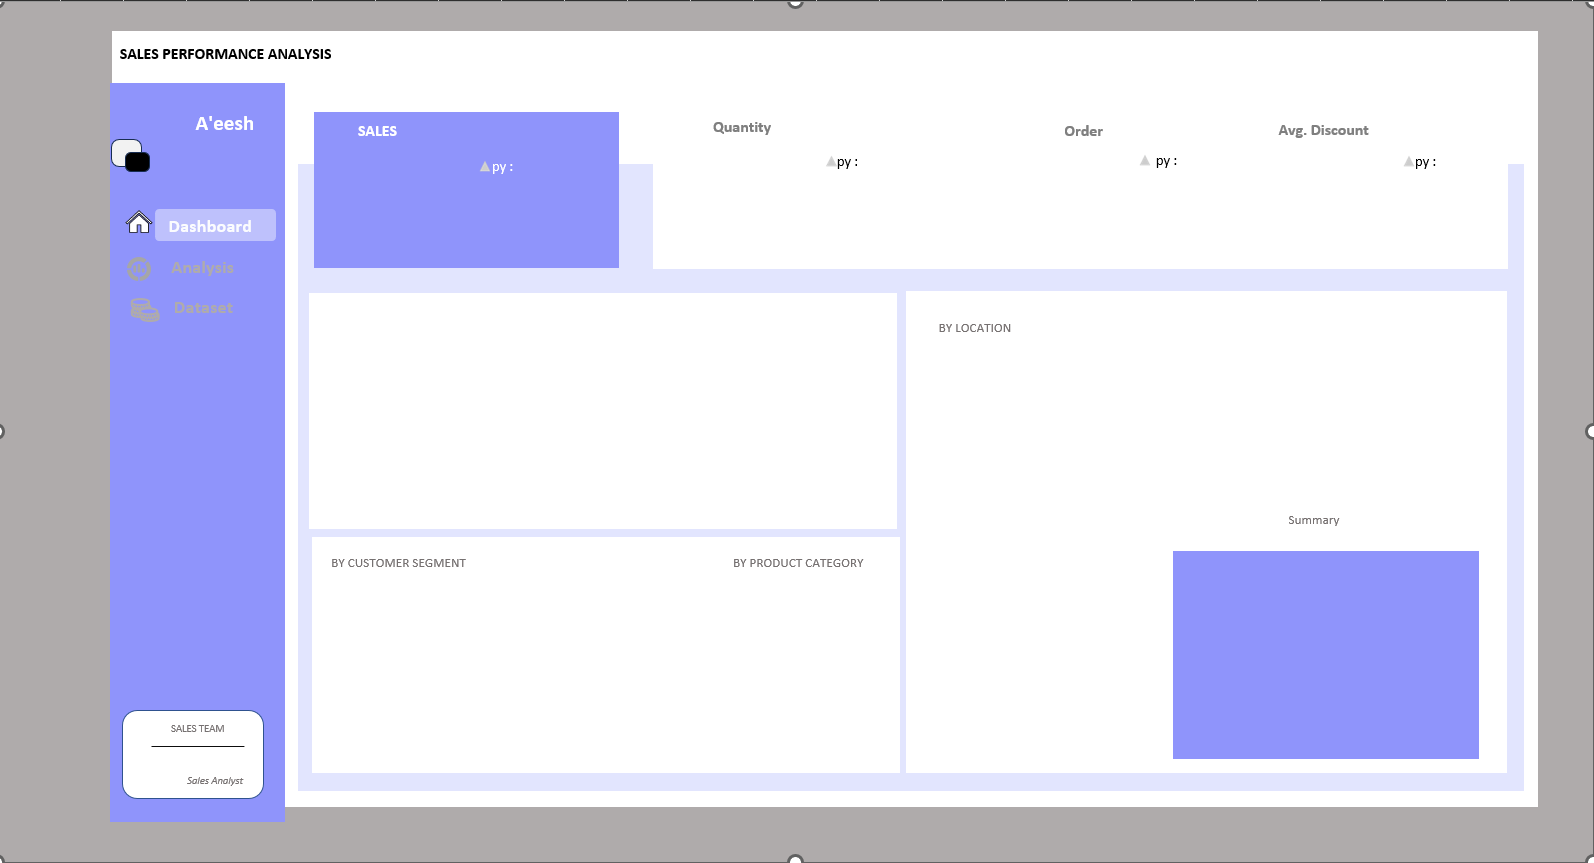 SALES PERFORMANCE ANALYSIS
A'eesh
Dashboard
Analysis
Dataset
SALES TEAM
Sales Analyst
SALES
py :
Quantity
py :
Order
py :
Avg. Discount
py :
BY LOCATION
Summary
BY CUSTOMER SEGMENT
BY PRODUCT CATEGORY